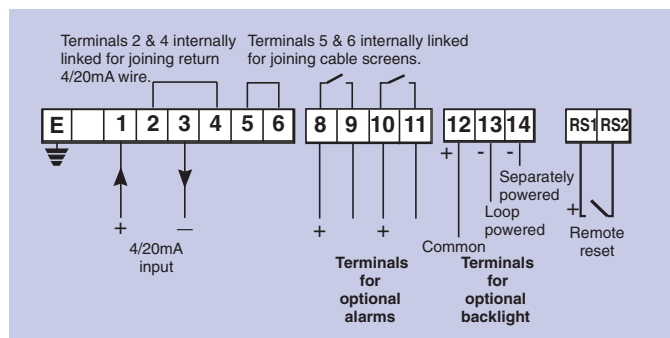 Terminals 2 & 4 internally
linked for joining return
4/20mA wire.
Terminals 5 & 6 internally linked
for joining cable screens.
E 1 2 3 4 5 6 8 9 10 11 12 13 14 RS1 RS2
+ - -
Separately
powered
Loop
powered
Common
+ —
4/20mA
input
+ +
Terminals
for
optional
alarms
Terminals
for
optional
backlight
+
Remote
reset